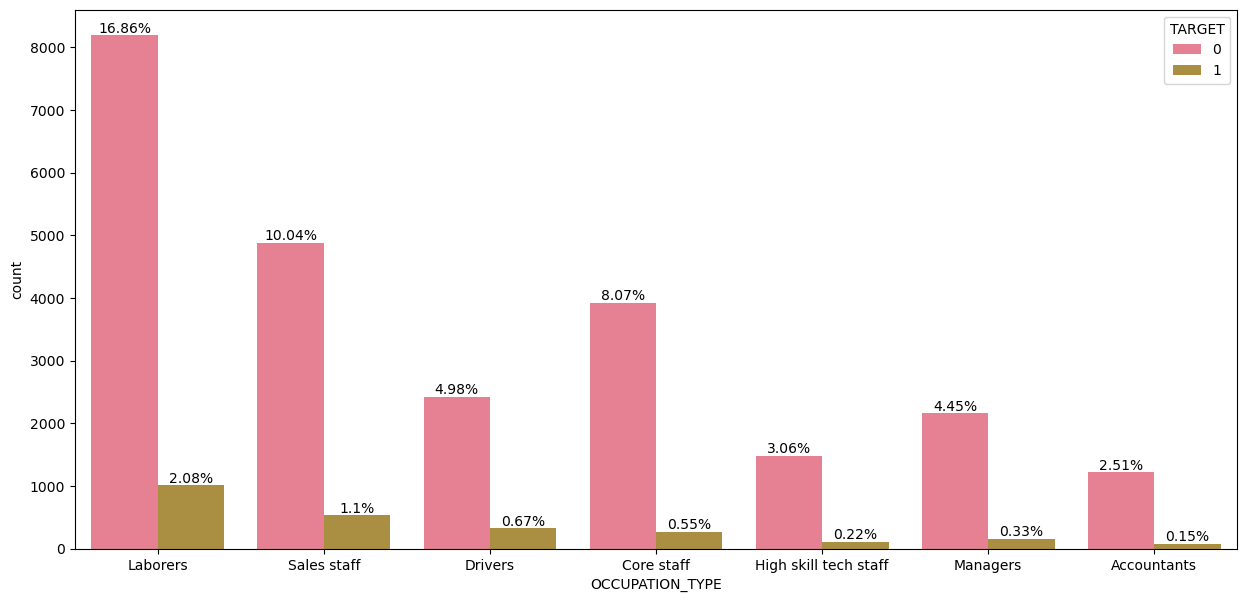 16.86%
TARGET
0
1
8000
7000
6000
5000
4000
3000
2000
1000
0
count
10.04%
8.07%
4.98%
4.45%
3.06%
2.51%
2.08%
1.1%
0.67%
0.55%
0.22%
0.33%
0.15%
Laborers
Sales staff
Drivers
Core staff
High skill tech staff
Managers
Accountants
OCCUPATION_TYPE